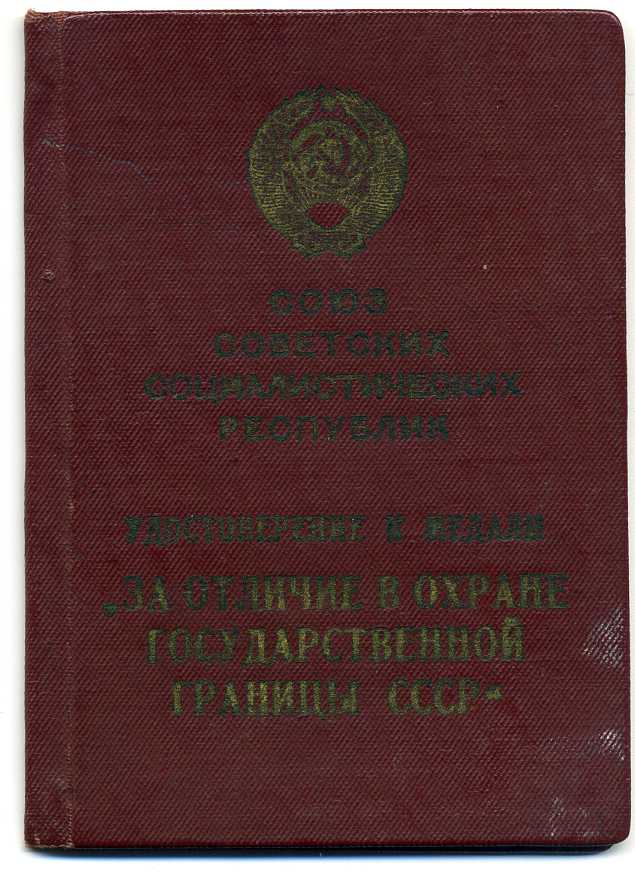 СОЮЗ
СОВЕТСКИХ
СОЦИАЛИСТИЧЕСКИХ
РЕСПУБЛИК
УДОСТОВЕРЕНИЕ К МЕДАЛИ
„ЗА ОТЛИЧИЕ В ОХРАНЕ
ГОСУДАРСТВЕННОЙ
ГРАНИЦЫ СССР“